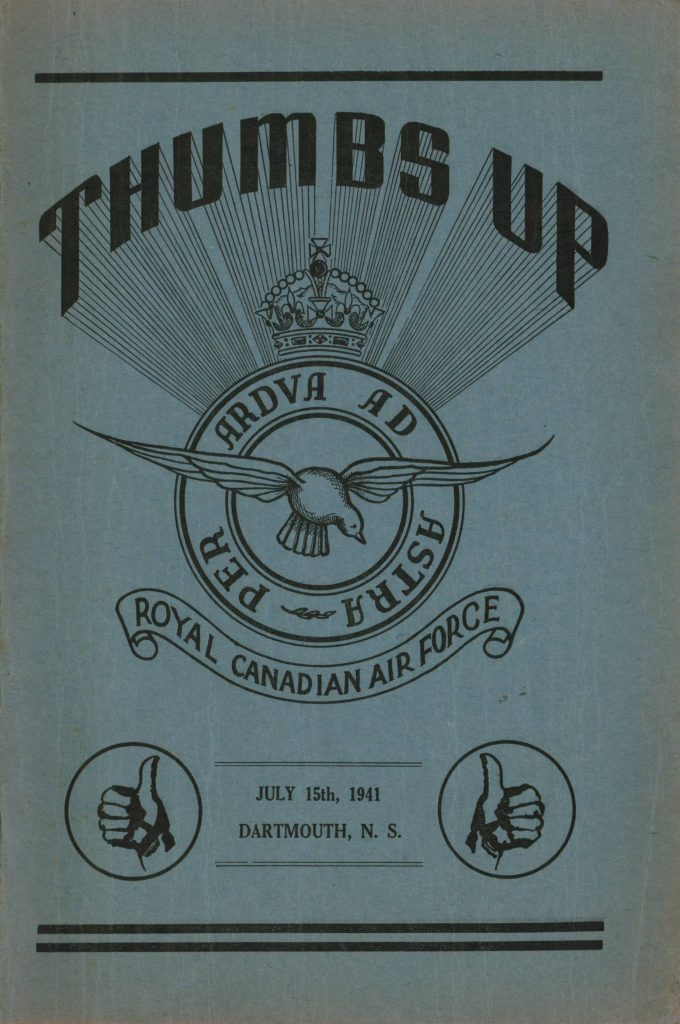 THUMBS UP
PER ARDVA AD ASTRA
ROYAL CANADIAN AIR FORCE
JULY 15th, 1941
DARTMOUTH, N. S.